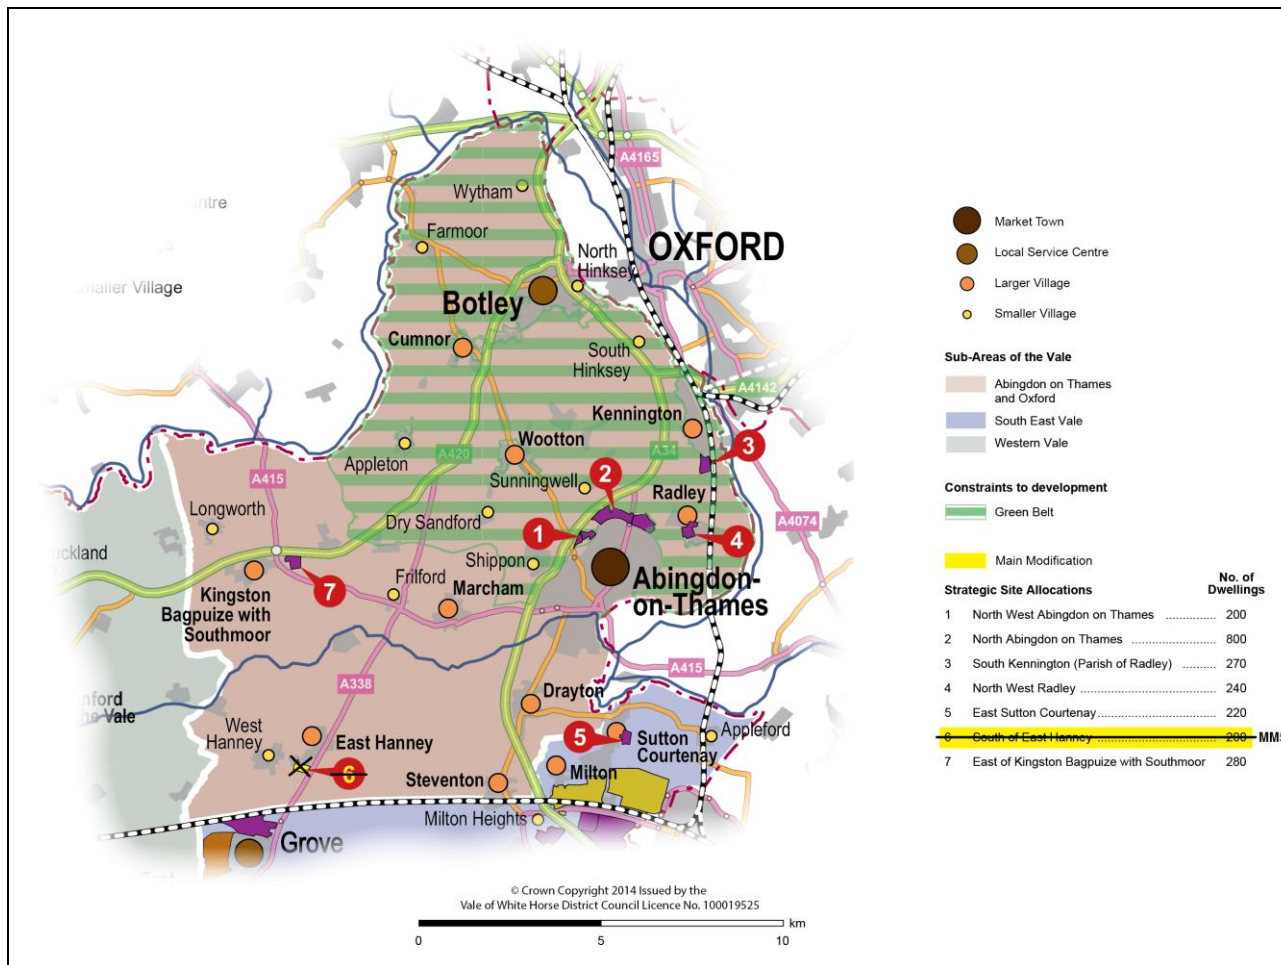 A4165
entre
Wytham
Farmoor
OXFORD
North
Hinksey
Smaller Village
Botley
Cumnor
South
Hinksey
A4142
Kennington
3
Wootton
A34
A420
Appleton
A415
2
Sunningwell
Radley
Longworth
Dry Sandford
1
4
A4074
Shippon
Abingdon-
on-Thames
7
Frilford
Marcham
Kingston
Bagpuize with
Southmoor
A415
A338
Drayton
the Vale
West
Hanney
East Hanney
5
Sutton
Courtenay
Appleford
6
Steventon
Milton
Milton Heights
Grove
Market Town
Local Service Centre
Larger Village
Smaller Village
Sub-Areas of the Vale
Abingdon on Thames
and Oxford
South East Vale
Western Vale
Constraints to development
Green Belt
Main Modification
Strategic Site Allocations No. of
Dwellings
1 North West Abingdon on Thames ............... 200
2 North Abingdon on Thames ......................... 800
3 South Kennington (Parish of Radley) .......... 270
4 North West Radley ........................................ 240
5 East Sutton Courtenay................................... 220
6 South of East Hanney ................................... 200 MM5
7 East of Kingston Bagpuize with Southmoor 280
© Crown Copyright 2014 Issued by the
Vale of White Horse District Council Licence No. 100019525
km
0 5 10